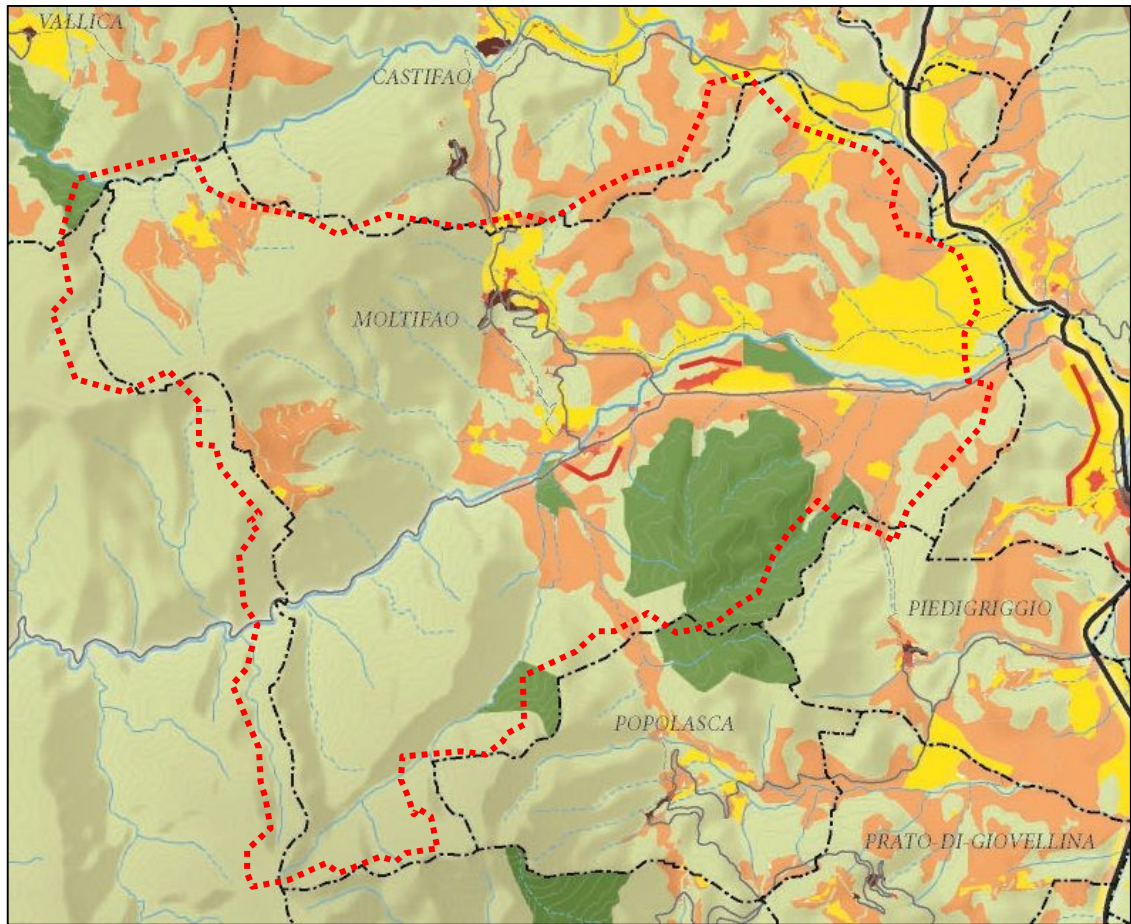 VALLICA
CASTIFAO
MOLTIFAO
PIEDIGRIGGIO
POPOLASCA
PRATO-DI-GIOVELLINA